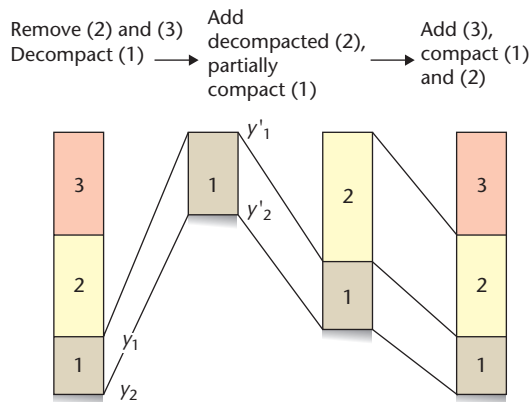 Remove (2) and (3)
Decompact (1)
Add
decompacted (2),
partially
compact (1)
Add (3),
compact (1)
and (2)
3
2
1
y1
y2
1
y'1
y'2
2
1
3
2
1